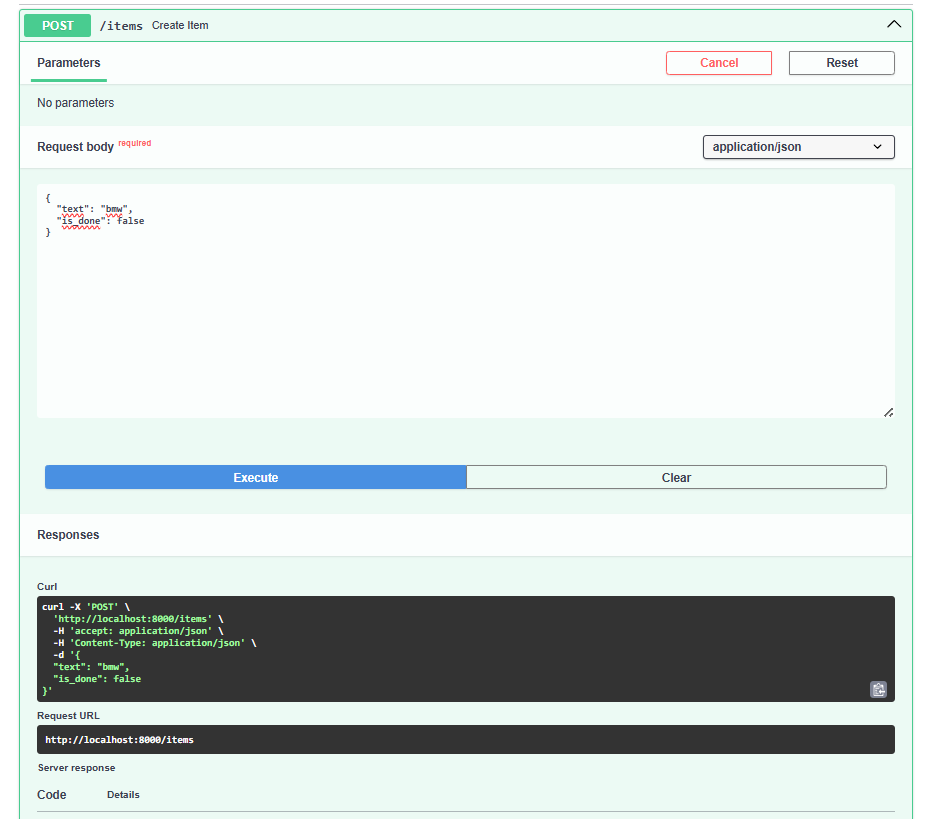 POST /items Create Item
Parameters
Cancel
Reset
No parameters
Request body required
application/json
{
  "text": "bmw",
  "is_done": false
}
Execute
Clear
Responses
Curl
curl -X 'POST' \
  'http://localhost:8000/items' \
  -H 'accept: application/json' \
  -H 'Content-Type: application/json' \
  -d '{
  "text": "bmw",
  "is_done": false
}'
Request URL
http://localhost:8000/items
Server response
Code Details